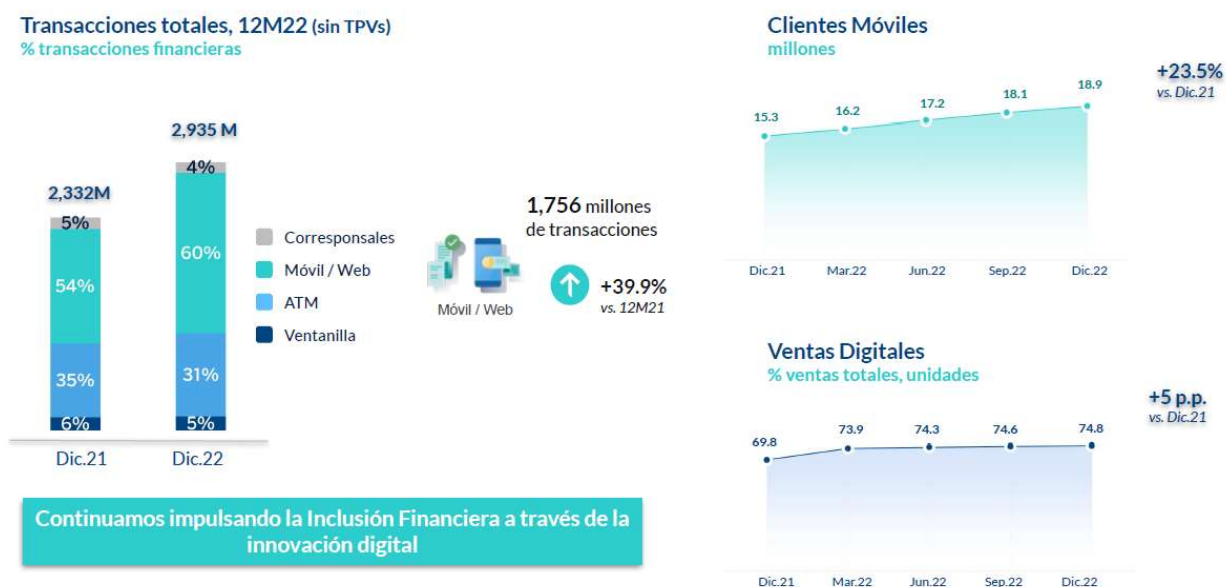 Transacciones totales, 12M22 (sin TPVs)
% transacciones financieras
2,332M
5%
54%
35%
6%
Dic.21
2,935 M
4%
60%
31%
5%
Dic.22
Corresponsales
Móvil / Web
ATM
Ventanilla
Móvil / Web
1,756 millones
de transacciones
+39.9%
vs. 12M21
Continuamos impulsando la Inclusión Financiera a través de la
innovación digital
Clientes Móviles
millones
+23.5%
vs. Dic.21
15.3 16.2 17.2 18.1 18.9
Dic.21 Mar.22 Jun.22 Sep.22 Dic.22
Ventas Digitales
% ventas totales, unidades
+5 p.p.
vs. Dic.21
69.8 73.9 74.3 74.6 74.8
Dic.21 Mar.22 Jun.22 Sep.22 Dic.22